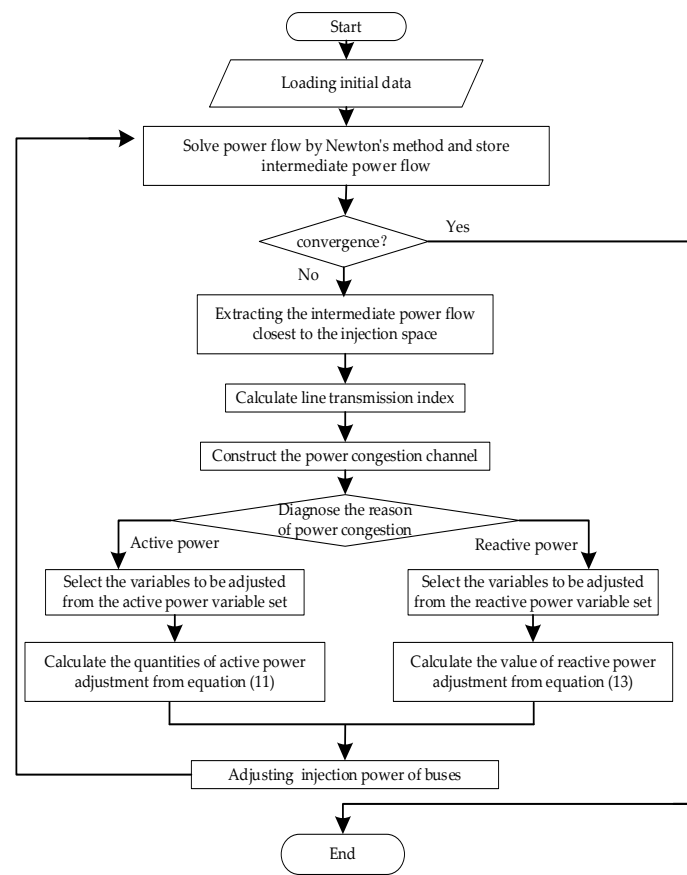 Start
Loading initial data
Solve power flow by Newton's method and store
intermediate power flow
convergence?
Yes
No
Extracting the intermediate power flow
closest to the injection space
Calculate line transmission index
Construct the power congestion channel
Diagnose the reason
of power congestion
Active power
Reactive power
Select the variables to be adjusted
from the active power variable set
Select the variables to be adjusted
from the reactive power variable set
Calculate the quantities of active power
adjustment from equation (11)
Calculate the value of reactive power
adjustment from equation (13)
Adjusting injection power of buses
End